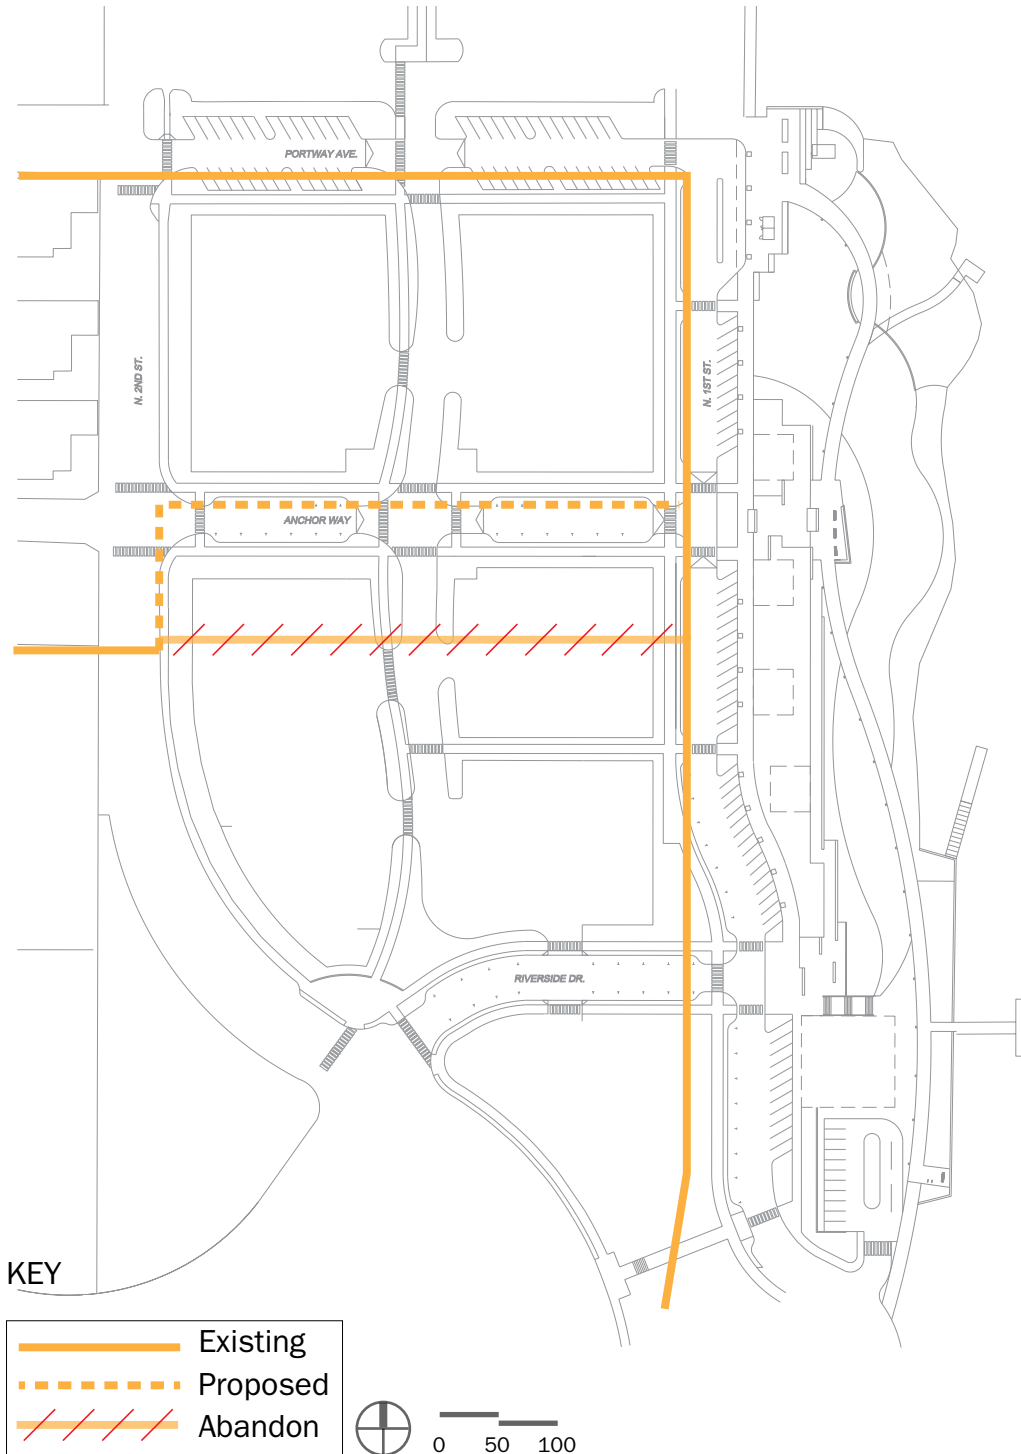 PORTWAY AVE.
N. 2ND ST.
N. 1ST ST.
ANCHOR WAY
RIVERSIDE DR.
KEY
Existing
Proposed
Abandon
0 50 100